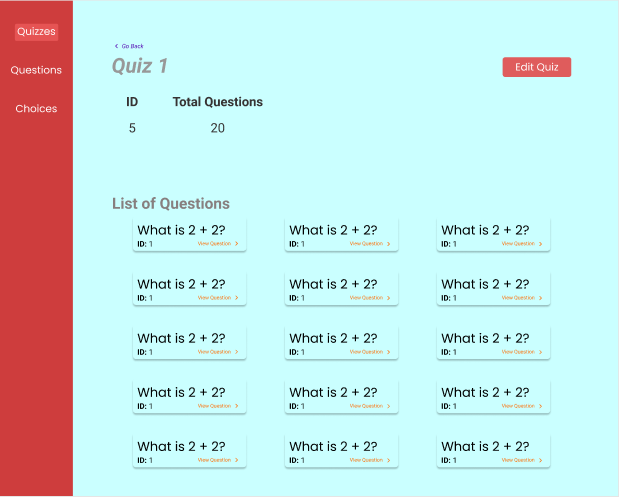 Quizzes
Questions
Choices
Go Back
Quiz 1
Edit Quiz
ID Total Questions
5 20
List of Questions
What is 2 + 2? What is 2 + 2? What is 2 + 2?
ID: 1 View Question ID: 1 View Question ID: 1 View Question
What is 2 + 2? What is 2 + 2? What is 2 + 2?
ID: 1 View Question ID: 1 View Question ID: 1 View Question
What is 2 + 2? What is 2 + 2? What is 2 + 2?
ID: 1 View Question ID: 1 View Question ID: 1 View Question
What is 2 + 2? What is 2 + 2? What is 2 + 2?
ID: 1 View Question ID: 1 View Question ID: 1 View Question
What is 2 + 2? What is 2 + 2? What is 2 + 2?
ID: 1 View Question ID: 1 View Question ID: 1 View Question